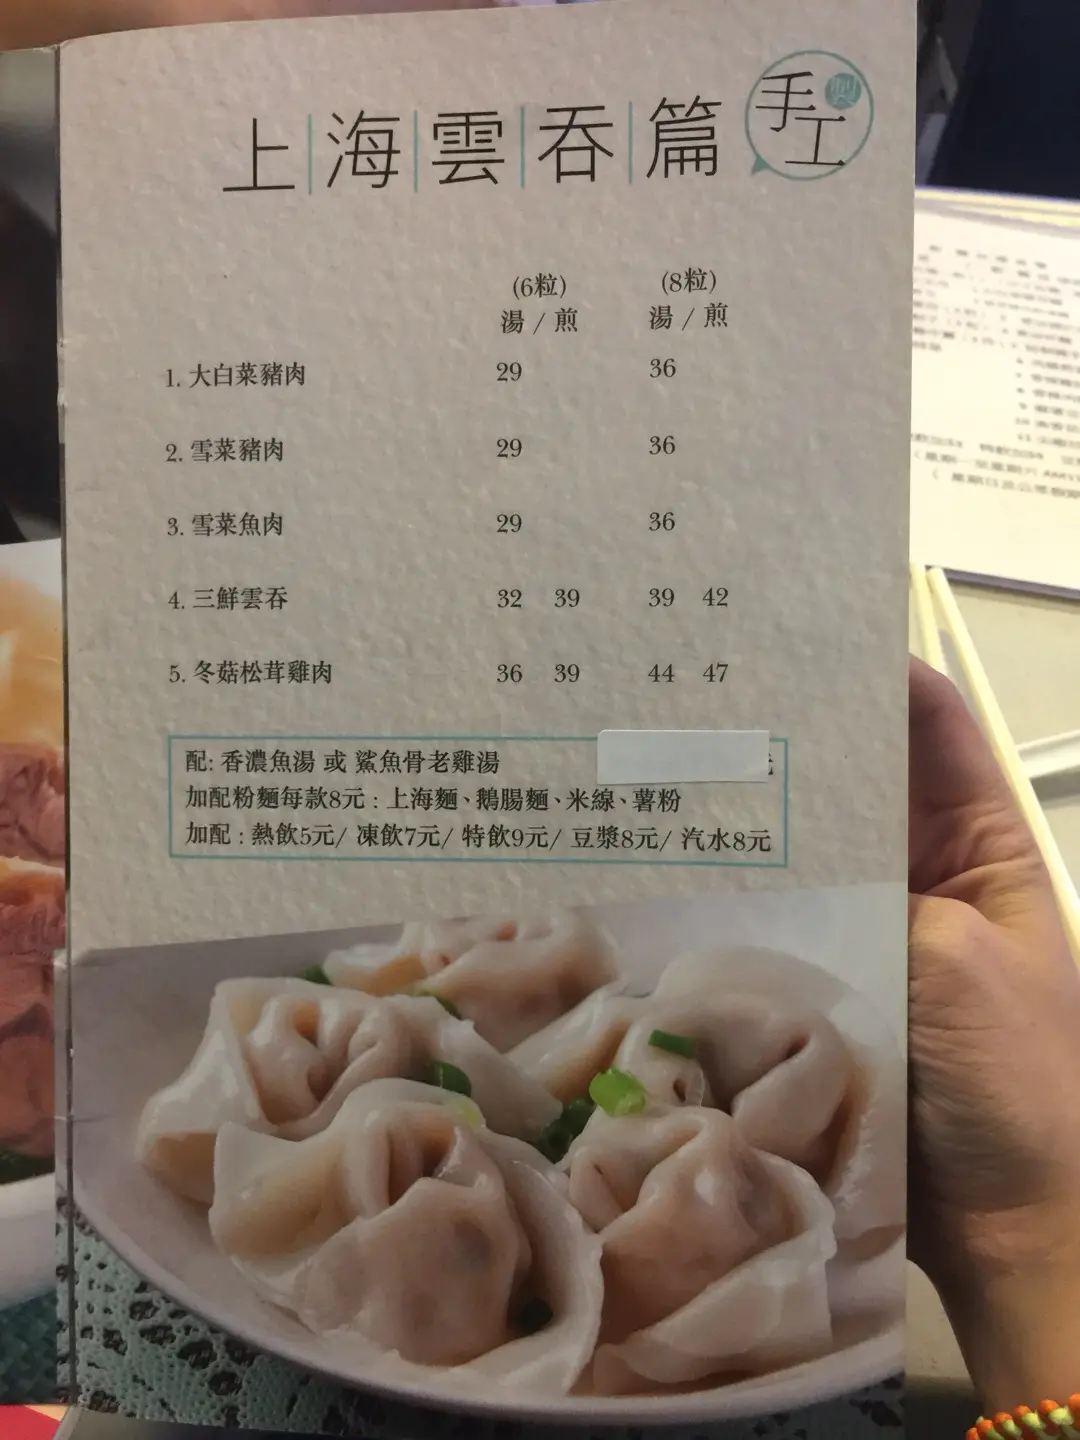 上海雲吞篇 手工製
(6粒) (8粒)
湯 / 煎 湯 / 煎
1. 大白菜豬肉 29 36
2. 雪菜豬肉 29 36
3. 雪菜魚肉 29 36
4. 三鮮雲吞 32 39 39 42
5. 冬菇松茸雞肉 36 39 44 47
配: 香濃魚湯 或 鯊魚骨老雞湯
加配粉麵每款8元 : 上海麵、鵝腸麵、米線、薯粉
加配 : 熱飲5元/ 凍飲7元/ 特飲9元/ 豆漿8元/ 汽水8元